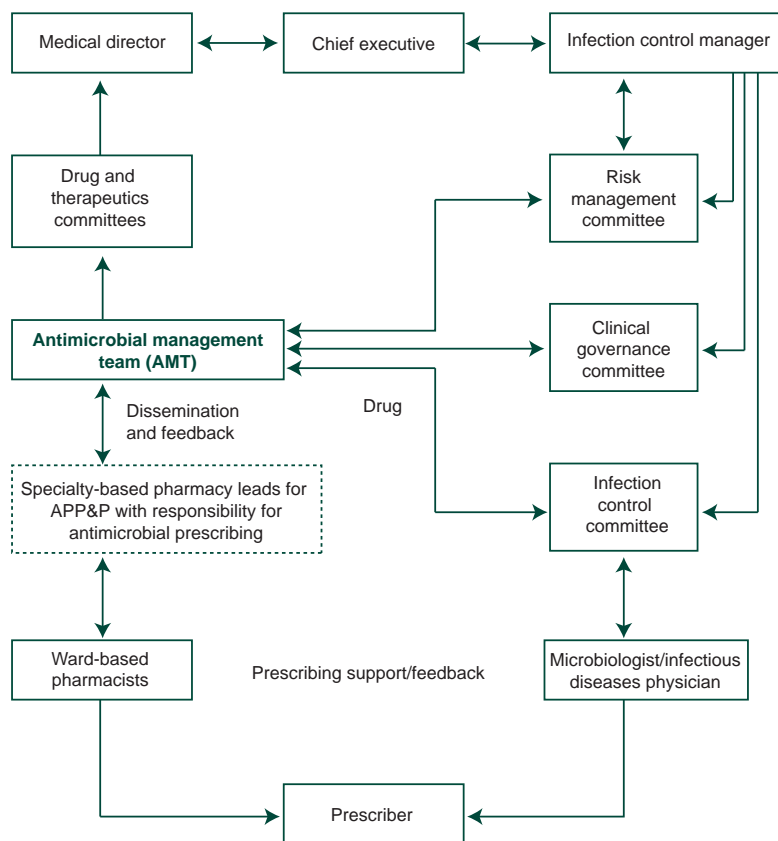 Medical director
Chief executive
Infection control manager
Drug and
therapeutics
committees
Risk
management
committee
Antimicrobial management
team (AMT)
Clinical
governance
committee
Dissemination
and feedback
Drug
Specialty-based pharmacy leads for
APP&P with responsibility for
antimicrobial prescribing
Infection
control
committee
Ward-based
pharmacists
Prescribing support/feedback
Microbiologist/infectious
diseases physician
Prescriber